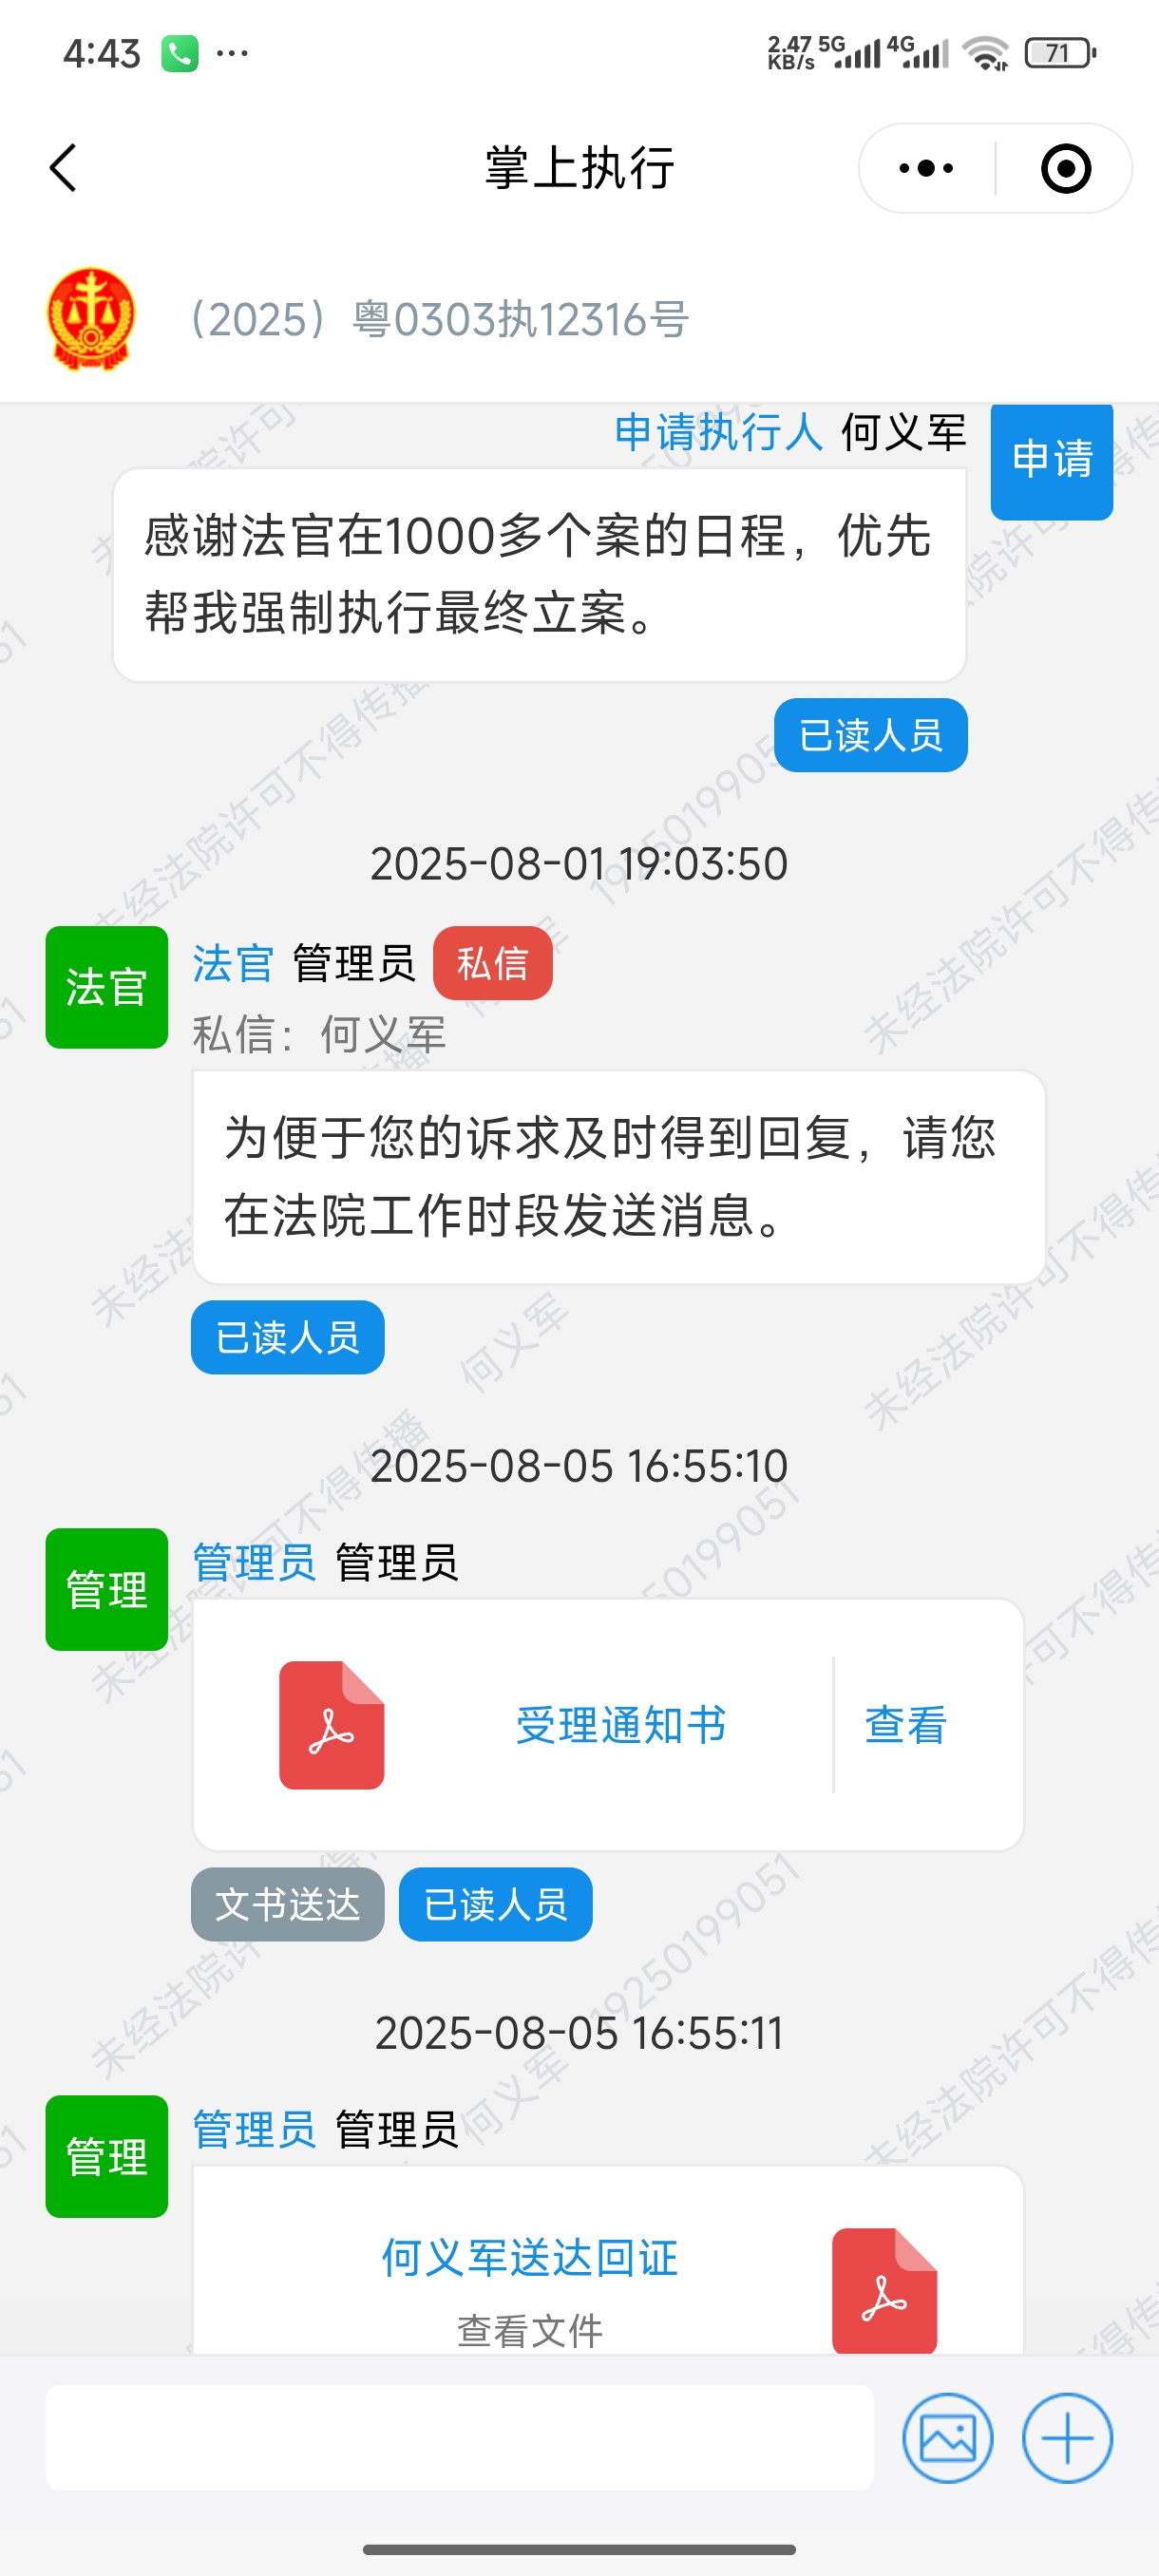 4:43
2.47 KB/s 5G 4G 71
掌上执行
（2025）粤0303执12316号
申请执行人 何义军
申请
感谢法官在1000多个案的日程，优先
帮我强制执行最终立案。
已读人员
2025-08-01 19:03:50
法官
法官 管理员 私信
私信：何义军
为便于您的诉求及时得到回复，请您
在法院工作时段发送消息。
已读人员
2025-08-05 16:55:10
管理
管理员 管理员
受理通知书 查看
文书送达 已读人员
2025-08-05 16:55:11
管理
管理员 管理员
何义军送达回证
查看文件
未经法院许可不得传播
何义军 19250199051